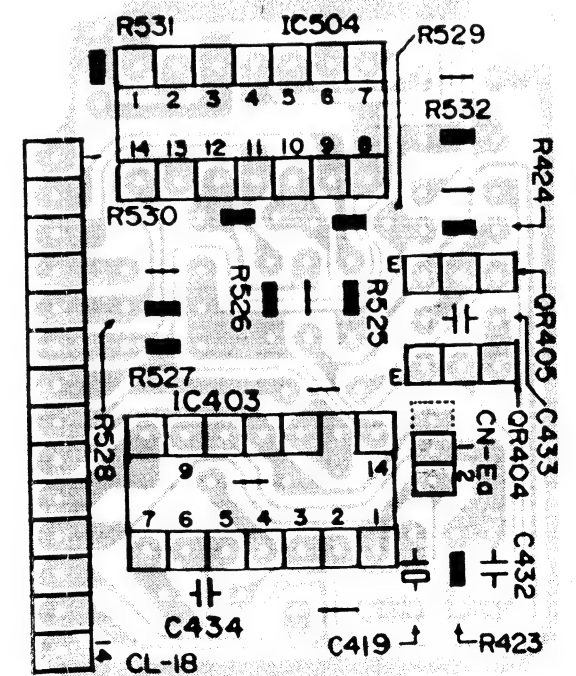 R531
IC504
R529
1 2 3 4 5 6 7
R532
14 13 12 11 10 9 8
R424
R530
E
R526
R525
QR405
E
R527
R528
IC403
C433
QR404
CN-Ea
2
9
14
7 6 5 4 3 2 1
C432
C434
C419
R423
14
CL-18